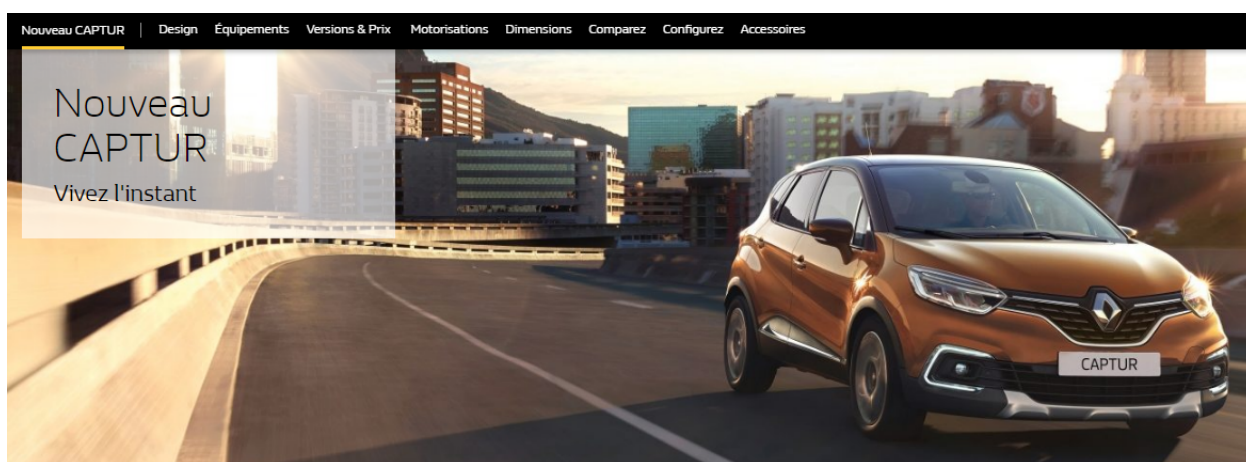 Nouveau CAPTUR | Design Équipements Versions & Prix Motorisations Dimensions Comparez Configurez Accessoires
Nouveau
CAPTUR
Vivez l'instant
CAPTUR